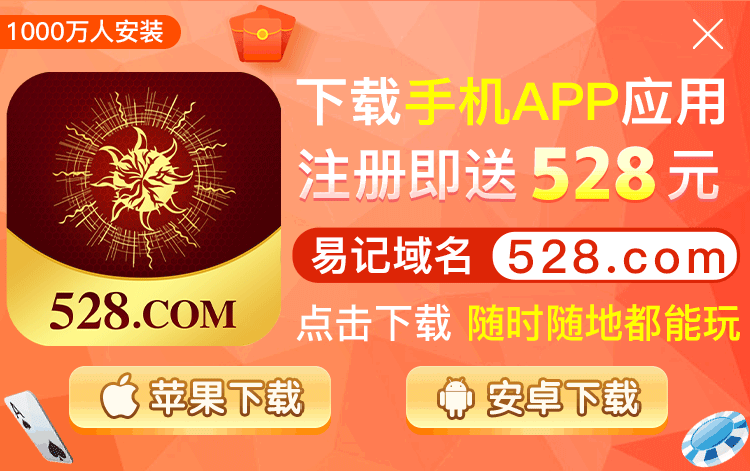 1000万人安装
下载手机APP应用
注册即送528元
528.COM
易记域名 528.com
点击下载 随时随地都能玩
苹果下载
安卓下载
A